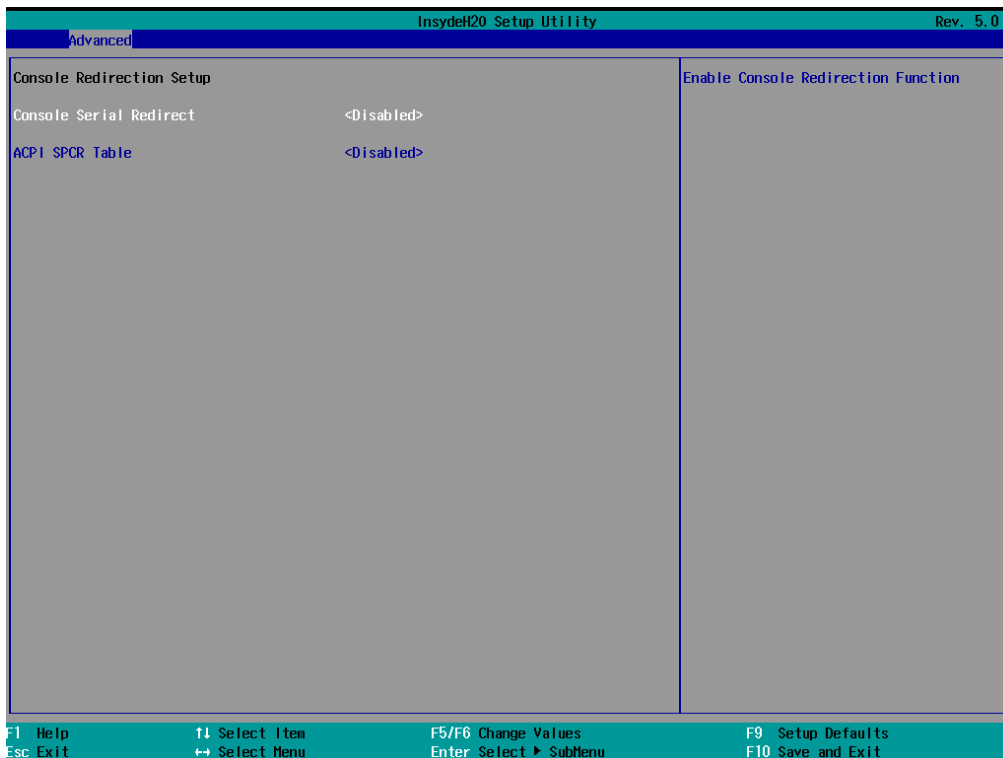 InsydeH20 Setup Utility Rev. 5.0
Advanced
Console Redirection Setup
Enable Console Redirection Function
Console Serial Redirect <Disabled>
ACPI SPCR Table <Disabled>
F1 Help ↑↓ Select Item F5/F6 Change Values F9 Setup Defaults
Esc Exit ↔ Select Menu Enter Select ▶ SubMenu F10 Save and Exit